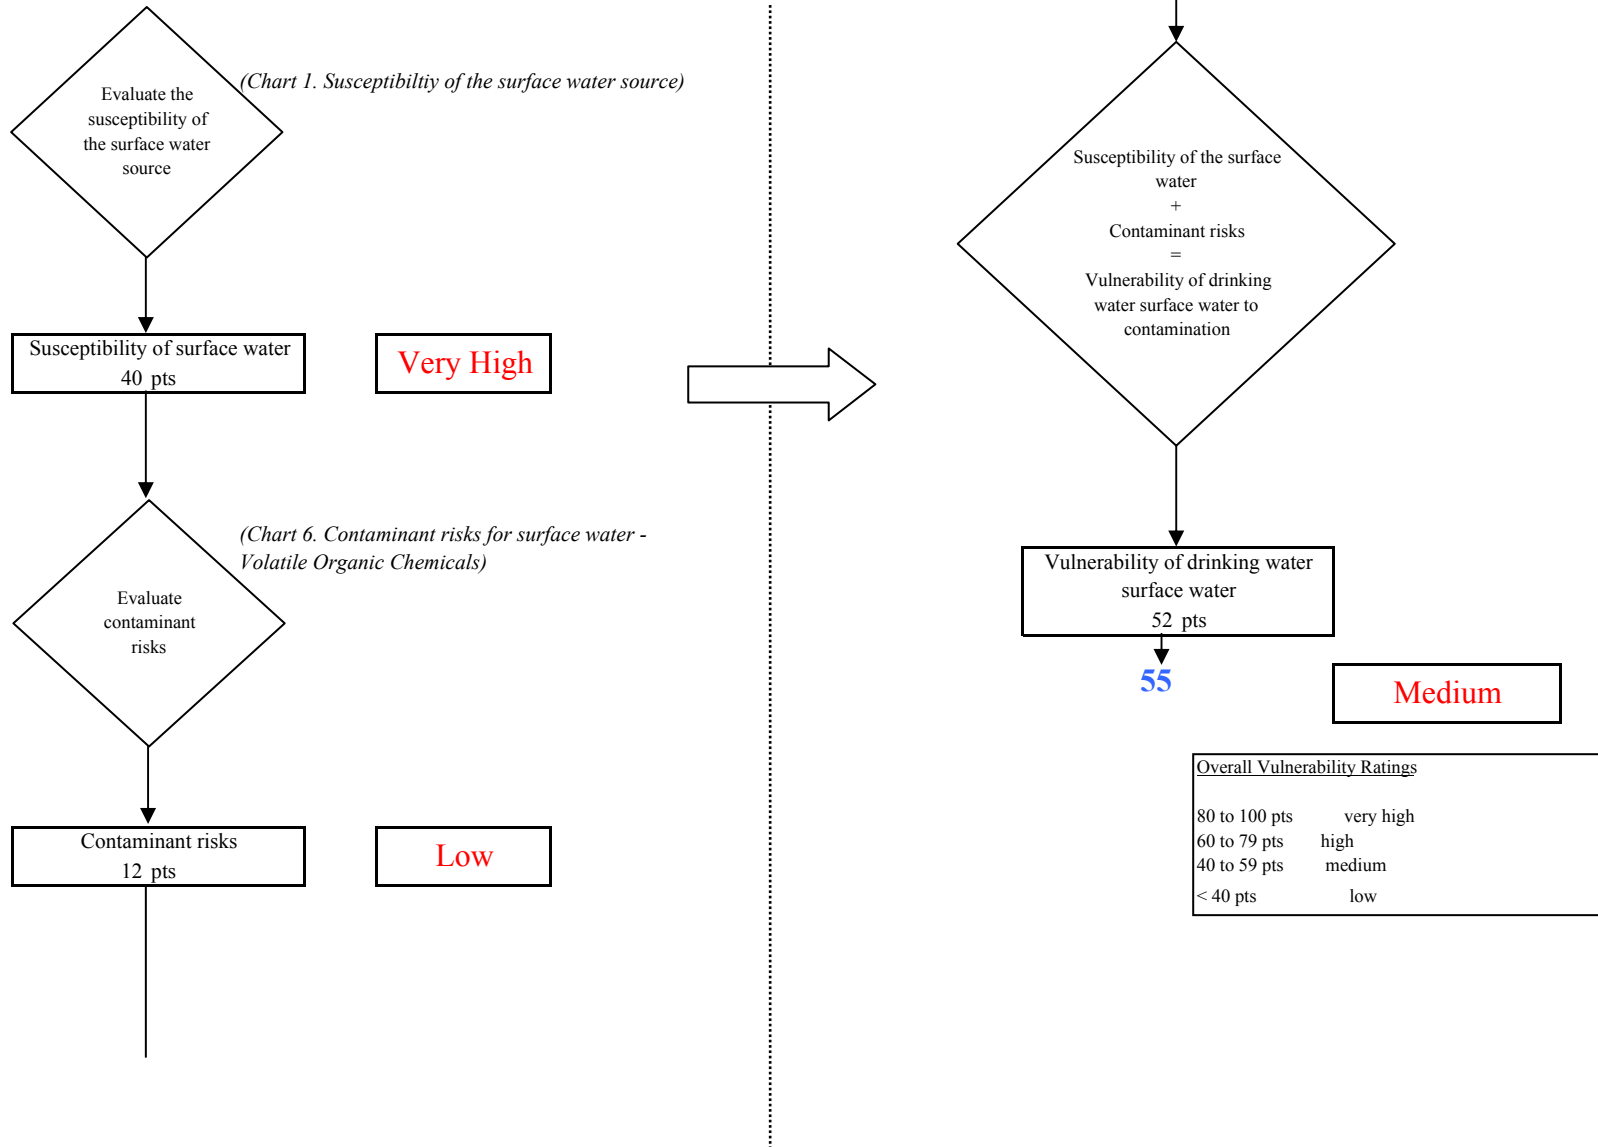 Evaluate the
susceptibility of
the surface water
source
(Chart 1. Susceptibiltiy of the surface water source)
Susceptibility of surface water
40 pts
Very High
(Chart 6. Contaminant risks for surface water -
Volatile Organic Chemicals)
Evaluate
contaminant
risks
Contaminant risks
12 pts
Low
Susceptibility of the surface
water
+
Contaminant risks
=
Vulnerability of drinking
water surface water to
contamination
Vulnerability of drinking water
surface water
52 pts
55
Medium
Overall Vulnerability Ratings
80 to 100 pts very high
60 to 79 pts high
40 to 59 pts medium
< 40 pts low